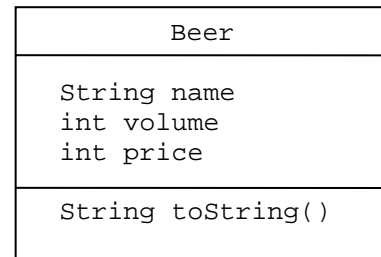 Beer
String name
int volume
int price
String toString()